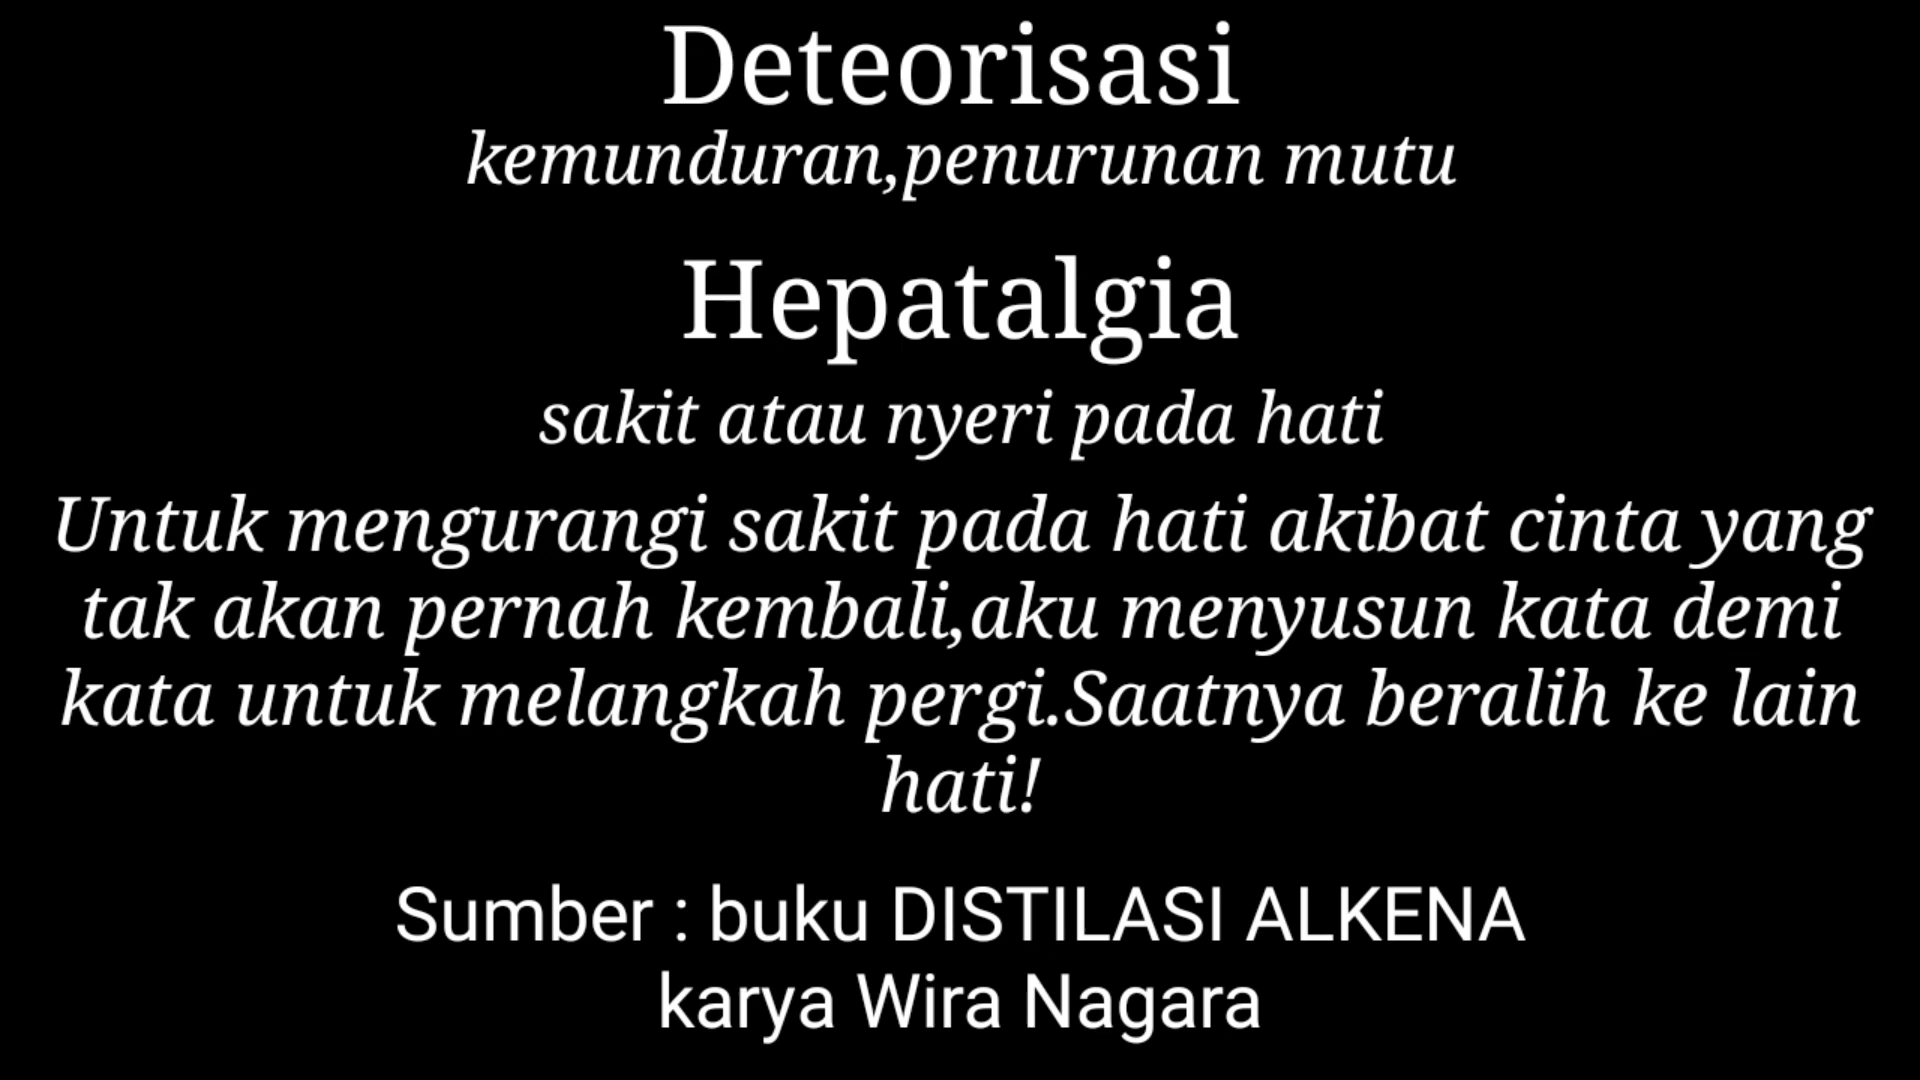 Deteorisasi
kemunduran,penurunan mutu
Hepatalgia
sakit atau nyeri pada hati
Untuk mengurangi sakit pada hati akibat cinta yang
tak akan pernah kembali,aku menyusun kata demi
kata untuk melangkah pergi.Saatnya beralih ke lain
hati!
Sumber : buku DISTILASI ALKENA
karya Wira Nagara